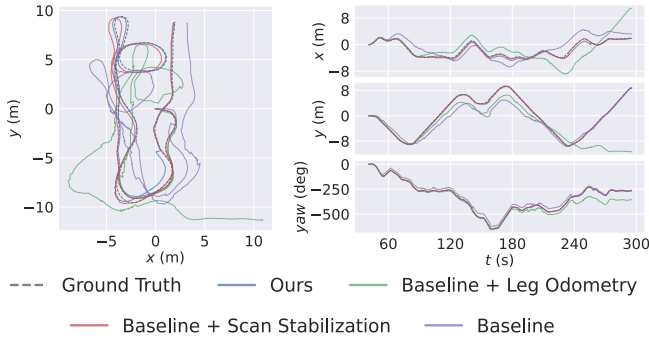 10
5
0
−5
−10
y (m)
−5 0 5 10
x (m)
8
0
−8
x (m)
8
0
−8
y (m)
0
−250
−500
yaw (deg)
60 120 180 240 300
t (s)
Ground Truth Ours Baseline + Leg Odometry
Baseline + Scan Stabilization Baseline